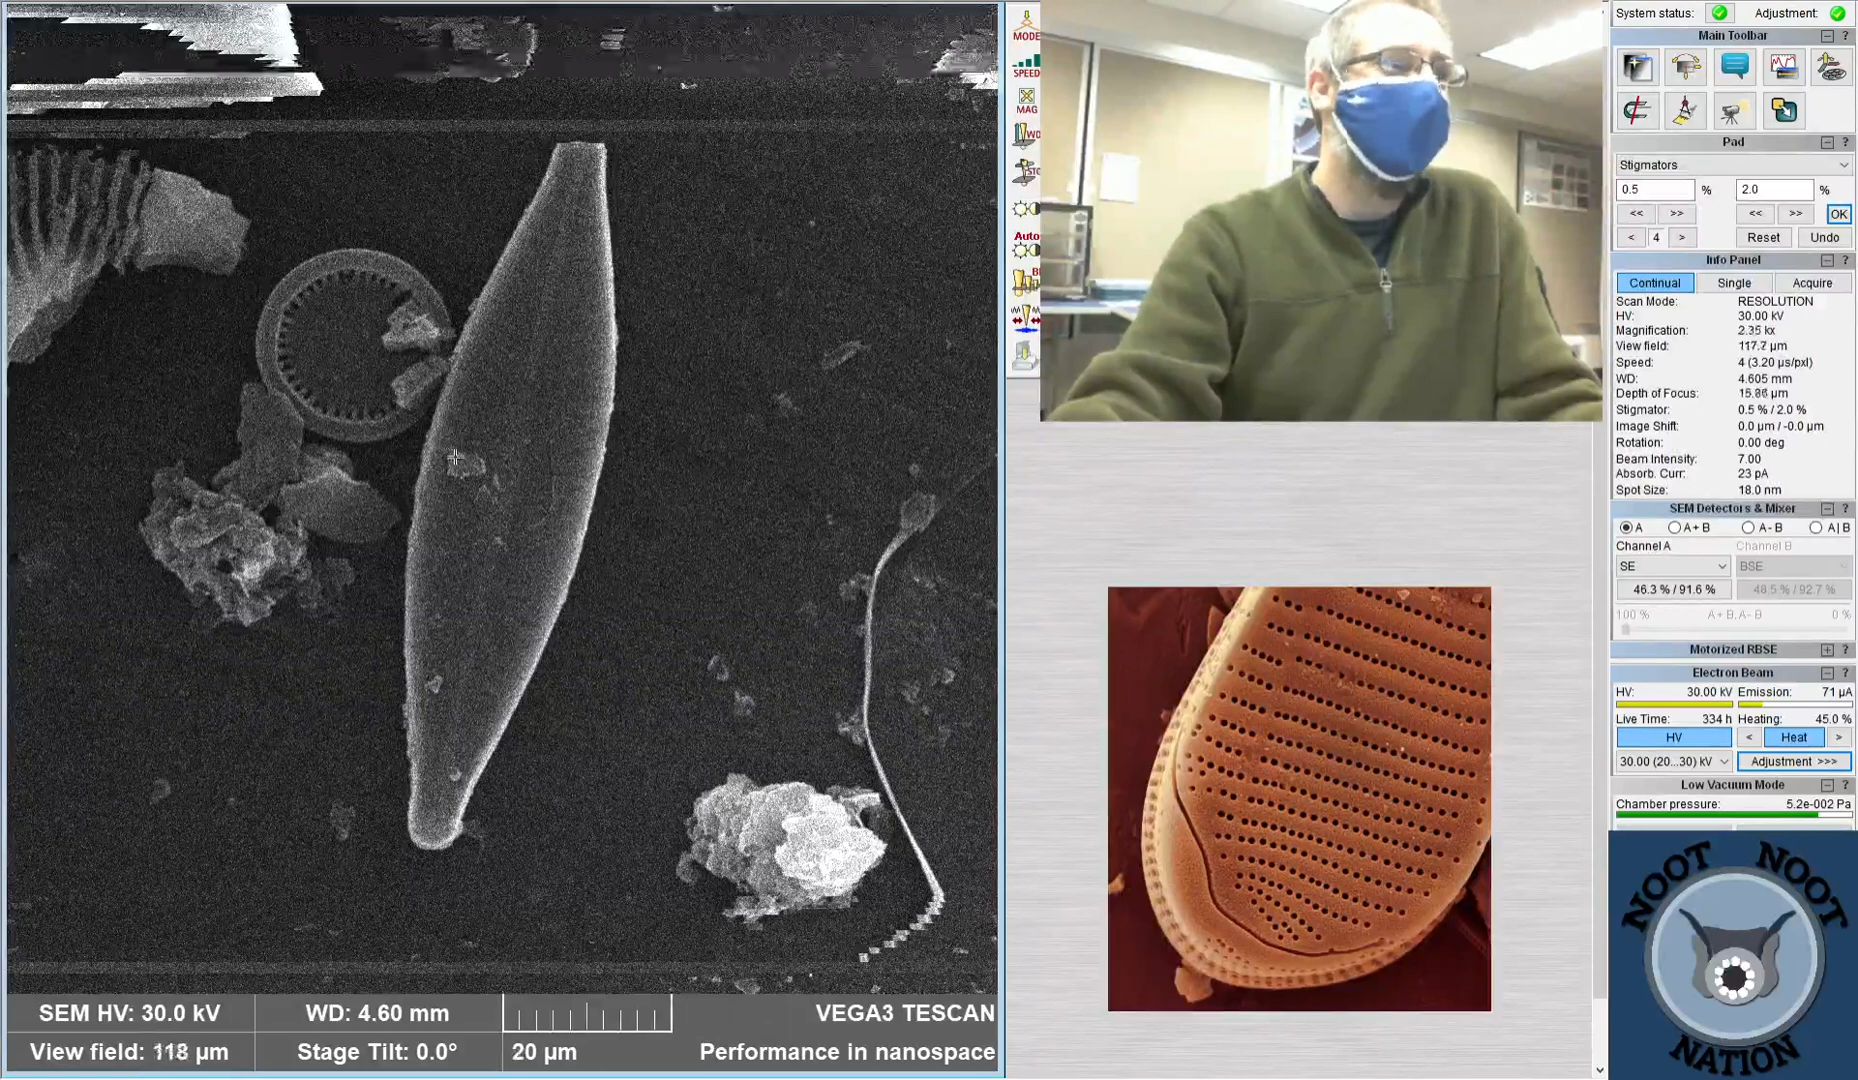 SEM HV: 30.0 kV
WD: 4.60 mm
VEGA3 TESCAN
View field: 118 µm
Stage Tilt: 0.0°
20 µm
Performance in nanospace
MODE
SPEED
MAG
WD
Auto
System status:
Adjustment:
Main Toolbar
Pad
Stigmators
0.5 % 2.0 %
<< >> << >> OK
< 4 > Reset Undo
Info Panel
Continual Single Acquire
Scan Mode: RESOLUTION
HV: 30.00 kV
Magnification: 2.35 kx
View field: 117.7 µm
Speed: 4 (3.20 µs/pxl)
WD: 4.605 mm
Depth of Focus: 15.86 µm
Stigmator: 0.5 % / 2.0 %
Image Shift: 0.0 µm / -0.0 µm
Rotation: 0.00 deg
Beam Intensity: 7.00
Absorb. Curr: 23 pA
Spot Size: 18.0 nm
SEM Detectors & Mixer
A A + B A - B A | B
Channel A Channel B
SE BSE
46.3 % / 91.6 % 48.5 % / 92.7 %
100 % A + B, A - B 0 %
Motorized RBSE
Electron Beam
HV: 30.00 kV Emission: 71 µA
Live Time: 334 h Heating: 45.0 %
HV < Heat >
30.00 (20...30) kV Adjustment >>>
Low Vacuum Mode
Chamber pressure: 5.2e-002 Pa
NOOT NOOT
NATION